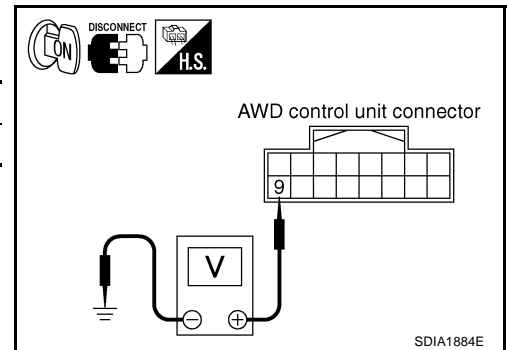 ON DISCONNECT H.S.
AWD control unit connector
9
V
− +
SDIA1884E